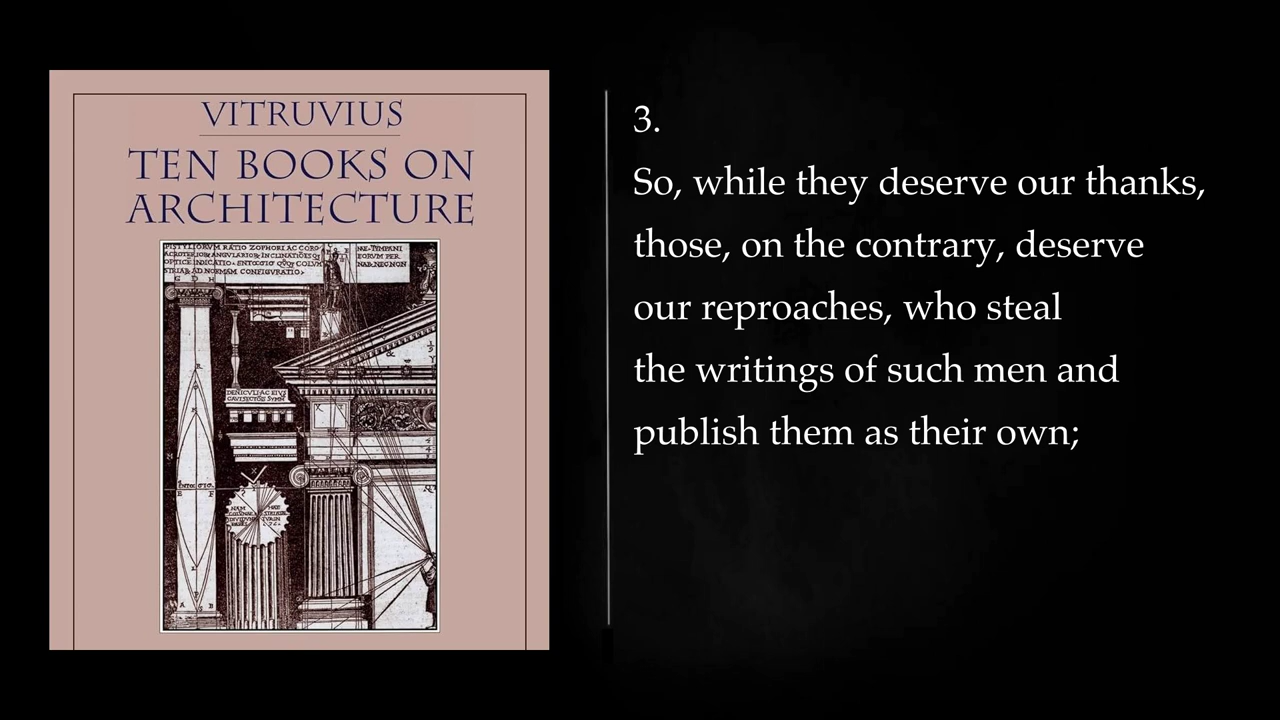 VITRUVIUS
TEN BOOKS ON
ARCHITECTURE
3.
So, while they deserve our thanks,
those, on the contrary, deserve
our reproaches, who steal
the writings of such men and
publish them as their own;